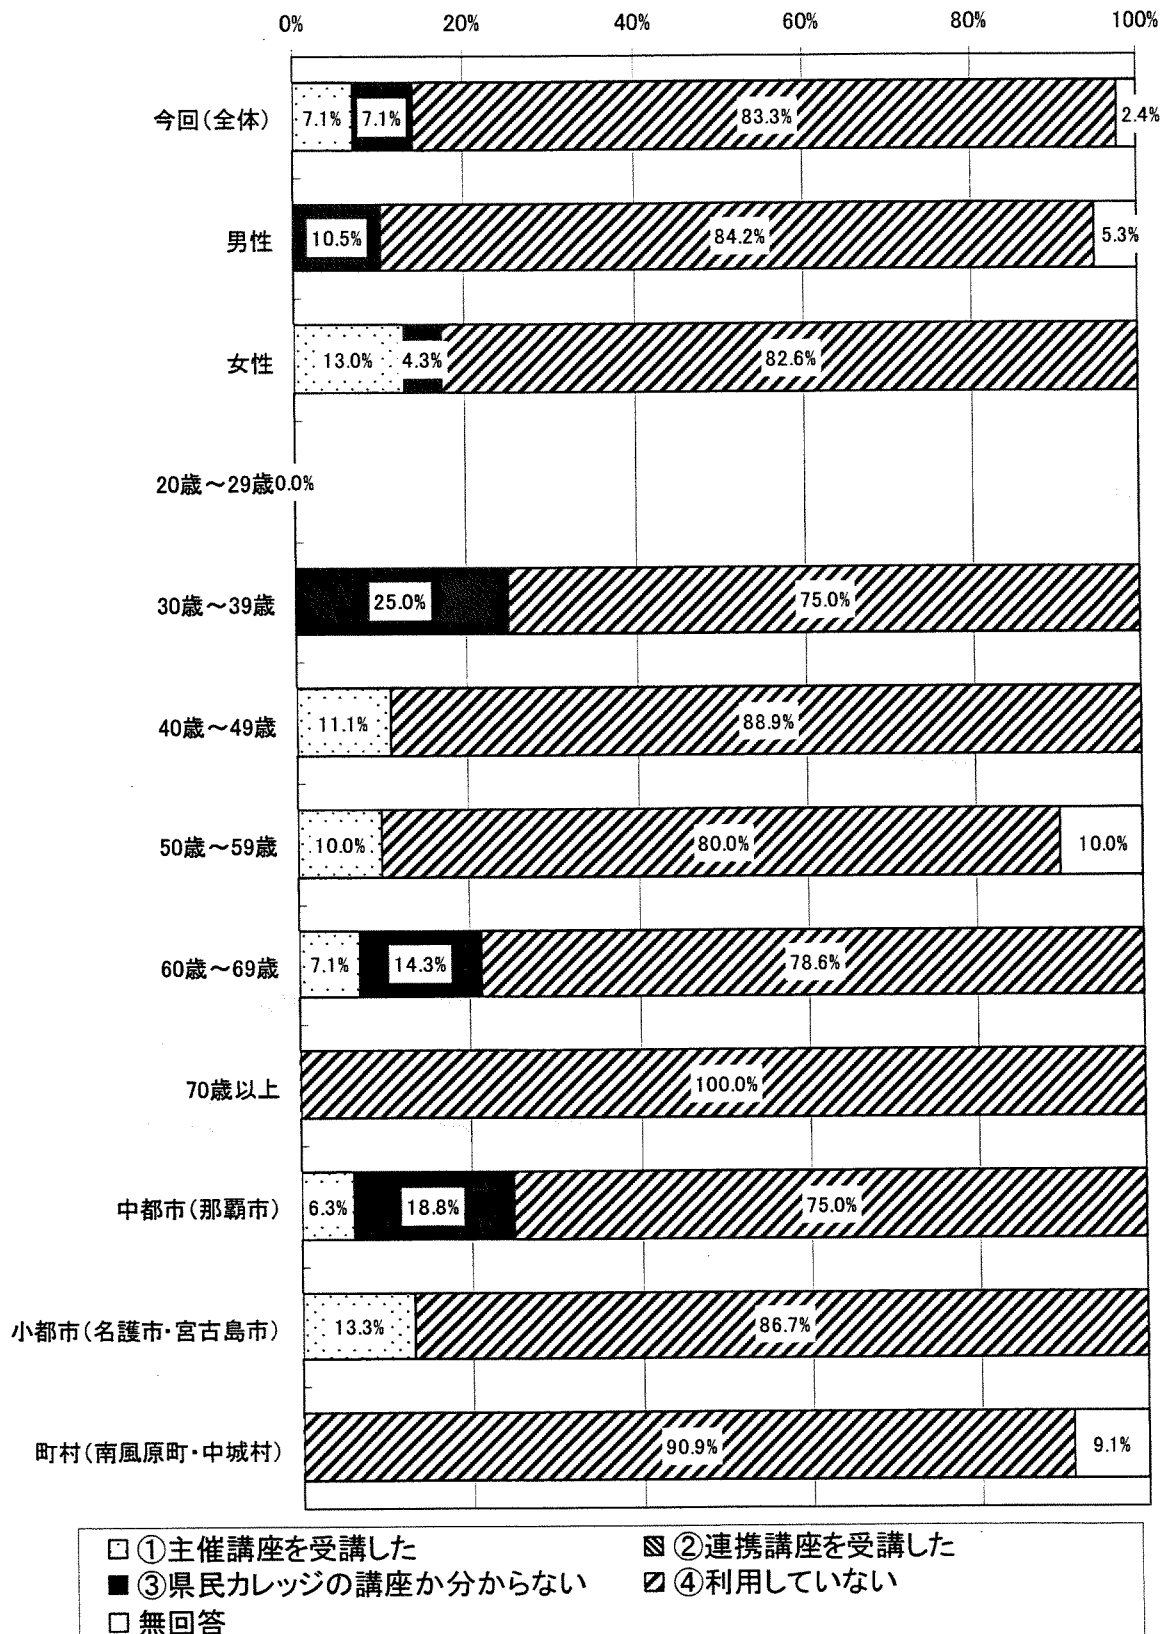 0% 20% 40% 60% 80% 100%
今回(全体) 7.1% 7.1% 83.3% 2.4%
男性 10.5% 84.2% 5.3%
女性 13.0% 4.3% 82.6%
20歳～29歳 0.0%
30歳～39歳 25.0% 75.0%
40歳～49歳 11.1% 88.9%
50歳～59歳 10.0% 80.0% 10.0%
60歳～69歳 7.1% 14.3% 78.6%
70歳以上 100.0%
中都市(那覇市) 6.3% 18.8% 75.0%
小都市(名護市・宮古島市) 13.3% 86.7%
町村(南風原町・中城村) 90.9% 9.1%
①主催講座を受講した ②連携講座を受講した
③県民カレッジの講座か分からない ④利用していない
無回答